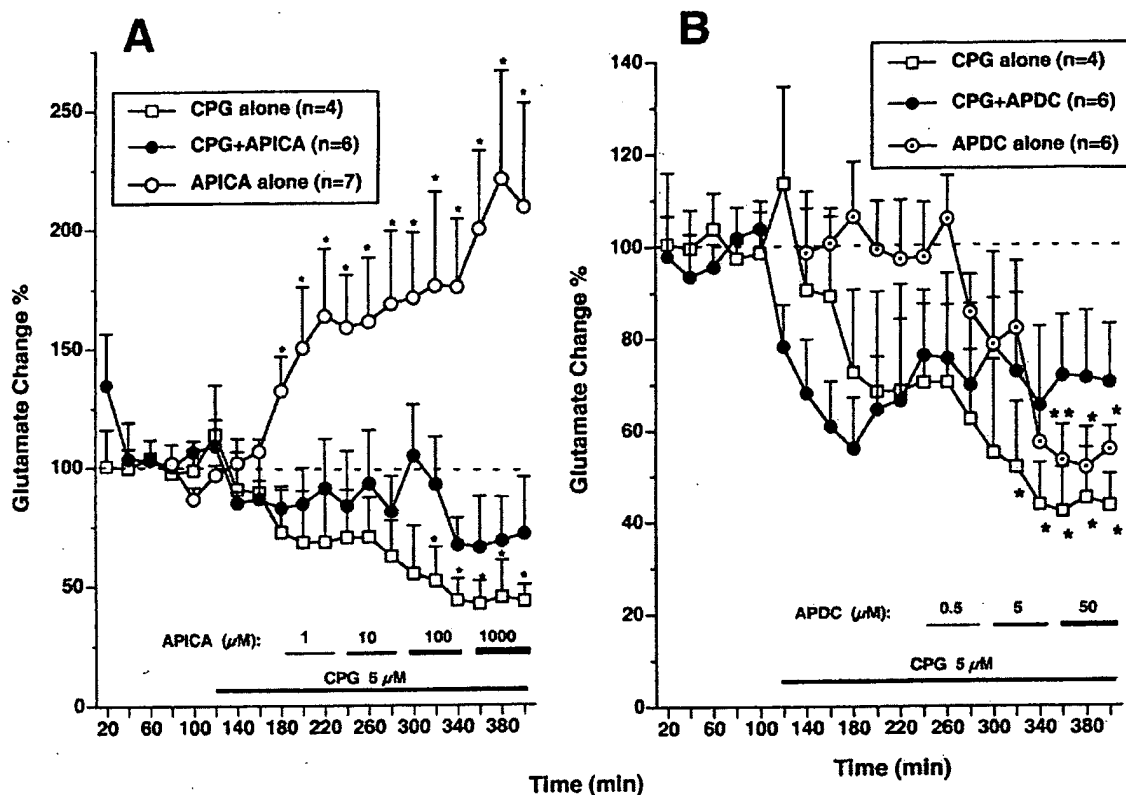 A
B
CPG alone (n=4)
CPG+APICA (n=6)
APICA alone (n=7)
CPG alone (n=4)
CPG+APDC (n=6)
APDC alone (n=6)
Glutamate Change %
250
200
150
100
50
0
* * * * * * * * * * * *
* * * * *
APICA (μM): 1 10 100 1000
CPG 5 μM
20 60 100 140 180 220 260 300 340 380
Time (min)
Glutamate Change %
140
120
100
80
60
40
20
0
* * * *
* * * * *
APDC (μM): 0.5 5 50
CPG 5 μM
20 60 100 140 180 220 260 300 340 380
Time (min)